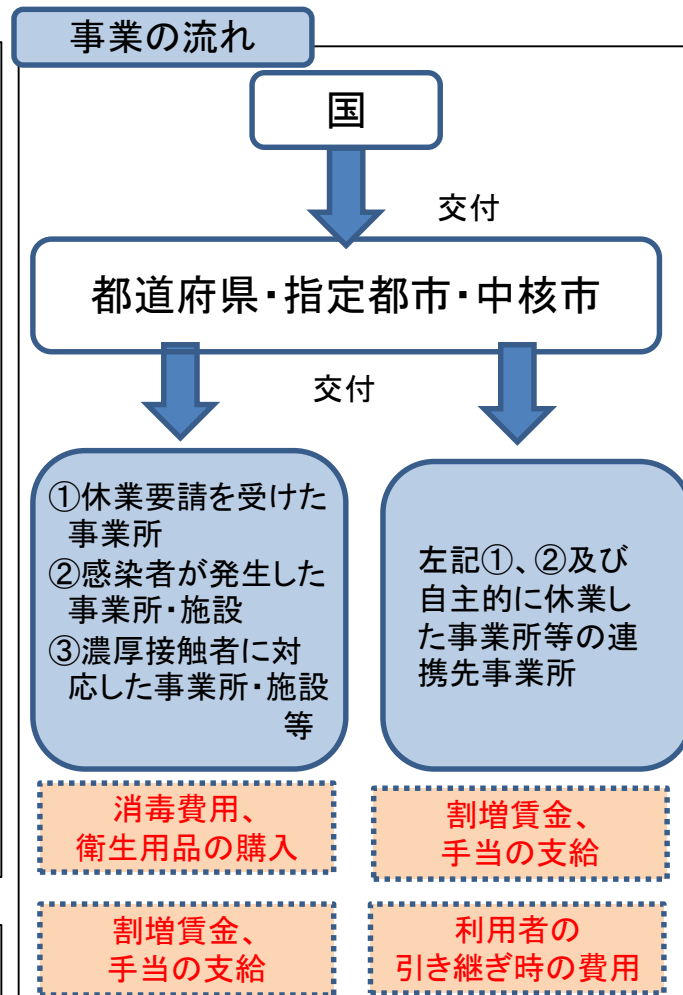 事業の流れ
国
交付
都道府県・指定都市・中核市
交付
①休業要請を受けた
事業所
②感染者が発生した
事業所・施設
③濃厚接触者に対
応した事業所・施設
等
左記①、②及び
自主的に休業し
た事業所等の連
携先事業所
消毒費用、
衛生用品の購入
割増賃金、
手当の支給
割増賃金、
手当の支給
利用者の
引き継ぎ時の費用